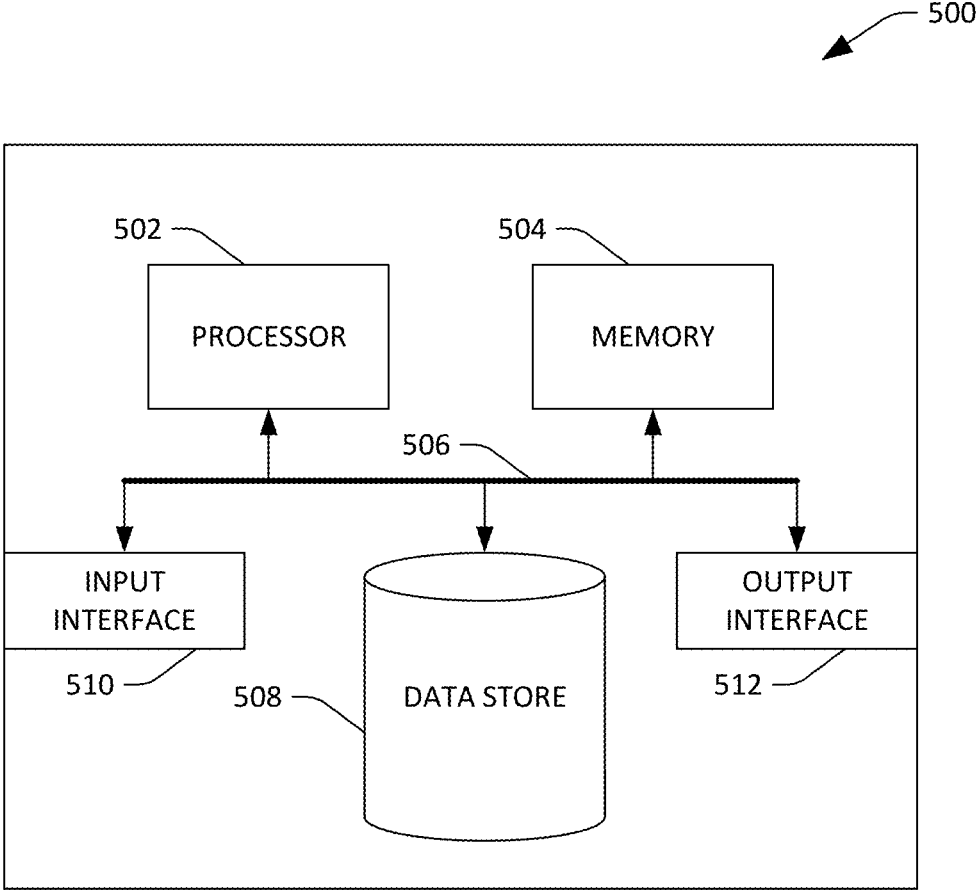 500
502
504
PROCESSOR
MEMORY
506
INPUT
INTERFACE
OUTPUT
INTERFACE
510
508
DATA STORE
512